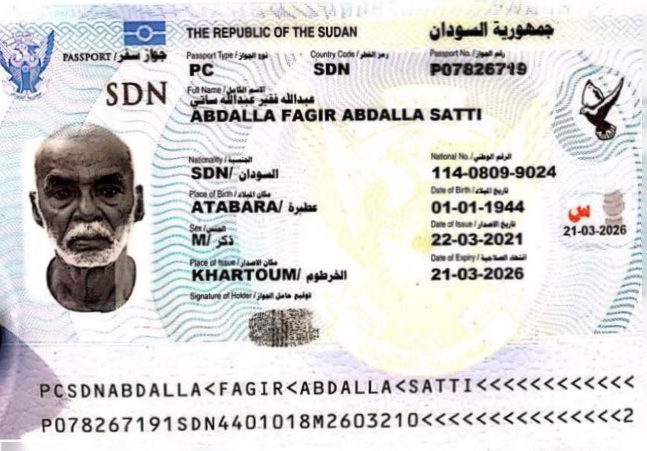 THE REPUBLIC OF THE SUDAN جمهورية السودان
PASSPORT / جواز سفر
Passport Type / نوع الجواز Country Code / رمز القطر Passport No. / رقم الجواز
PC SDN P07826719
SDN
Full Name / الاسم الكامل
عبدالله فقير عبدالله ساتي
ABDALLA FAGIR ABDALLA SATTI
Nationality / الجنسية National No. / الرقم الوطني
SDN/ السودان 114-0809-9024
Place of Birth / مكان الميلاد Date of Birth / تاريخ الميلاد
ATABARA/ عطبرة 01-01-1944
Sex / الجنس Date of Issue / تاريخ الاصدار
M/ ذكر 22-03-2021
س
21-03-2026
Place of Issue / مكان الاصدار Date of Expiry / انتهاء الصلاحية
KHARTOUM/ الخرطوم 21-03-2026
Signature of Holder / توقيع حامل الجواز
PCSDNABDALLA<FAGIR<ABDALLA<SATTI<<<<<<<<<<<<
P078267191SDN4401018M2603210<<<<<<<<<<<<<<<2